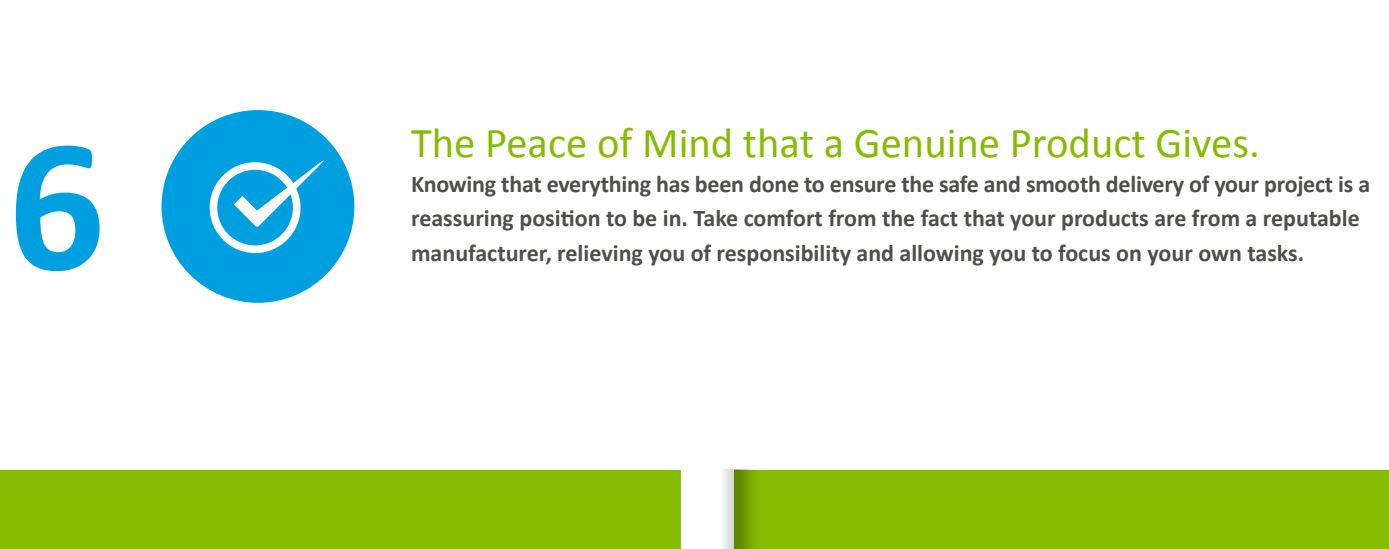 6
The Peace of Mind that a Genuine Product Gives.
Knowing that everything has been done to ensure the safe and smooth delivery of your project is a
reassuring position to be in. Take comfort from the fact that your products are from a reputable
manufacturer, relieving you of responsibility and allowing you to focus on your own tasks.